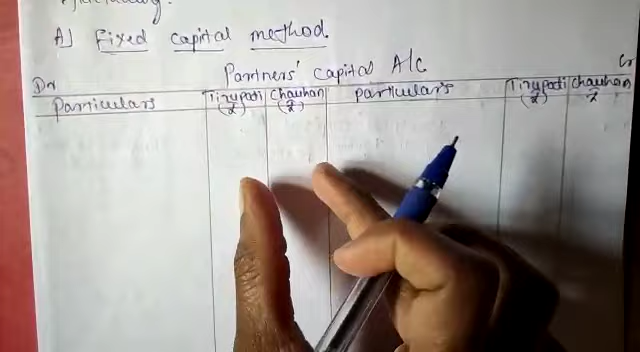 A] Fixed capital method.
Partners' capital A/c
Dr Cr
Particulars Tirupati (₹) Chauhan (₹) Particulars Tirupati (₹) Chauhan ₹